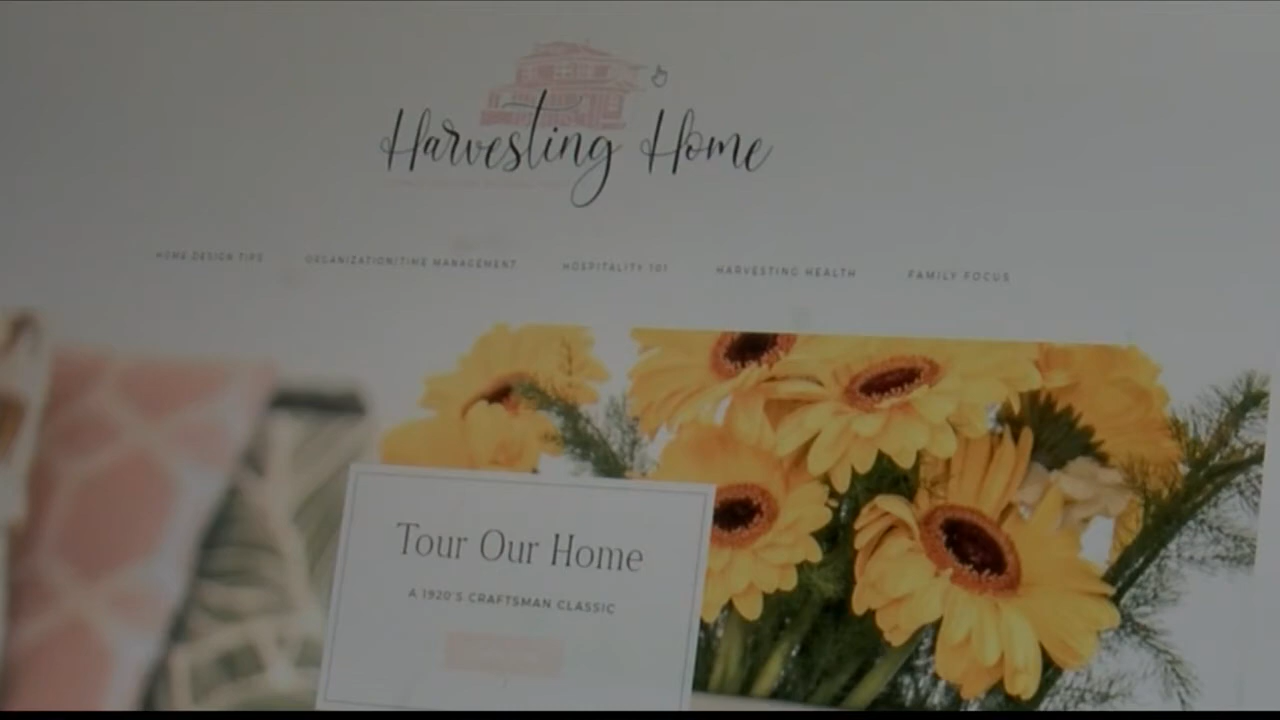 Harvesting Home
HOME DESIGN TIPS ORGANIZATION|TIME MANAGEMENT HOSPITALITY 101 HARVESTING HEALTH FAMILY FOCUS
Tour Our Home
A 1920'S CRAFTSMAN CLASSIC